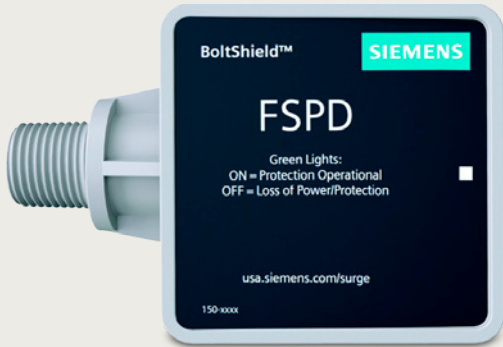 BoltShield™
SIEMENS
FSPD
Green Lights:
ON = Protection Operational
OFF = Loss of Power/Protection
usa.siemens.com/surge
150-xxxx